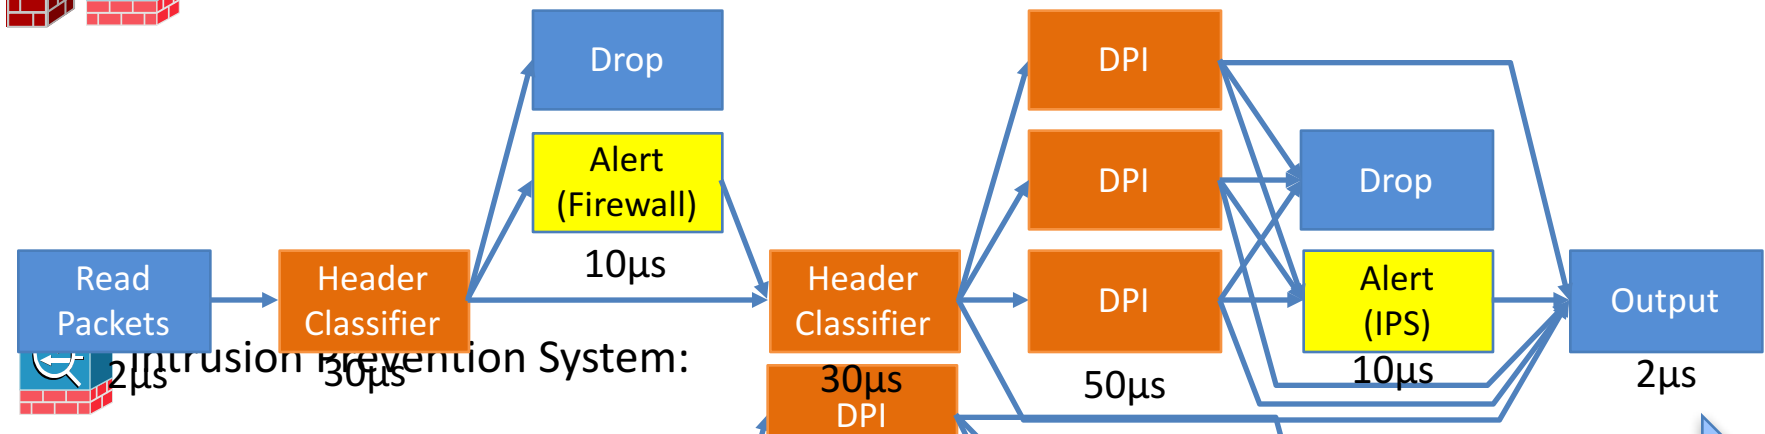 Drop
DPI
Alert
(Firewall)
DPI
Drop
10µs
Read
Packets
Header
Classifier
Header
Classifier
DPI
Alert
(IPS)
Output
Intrusion Prevention System:
2µs
30µs
30µs
50µs
10µs
2µs
DPI